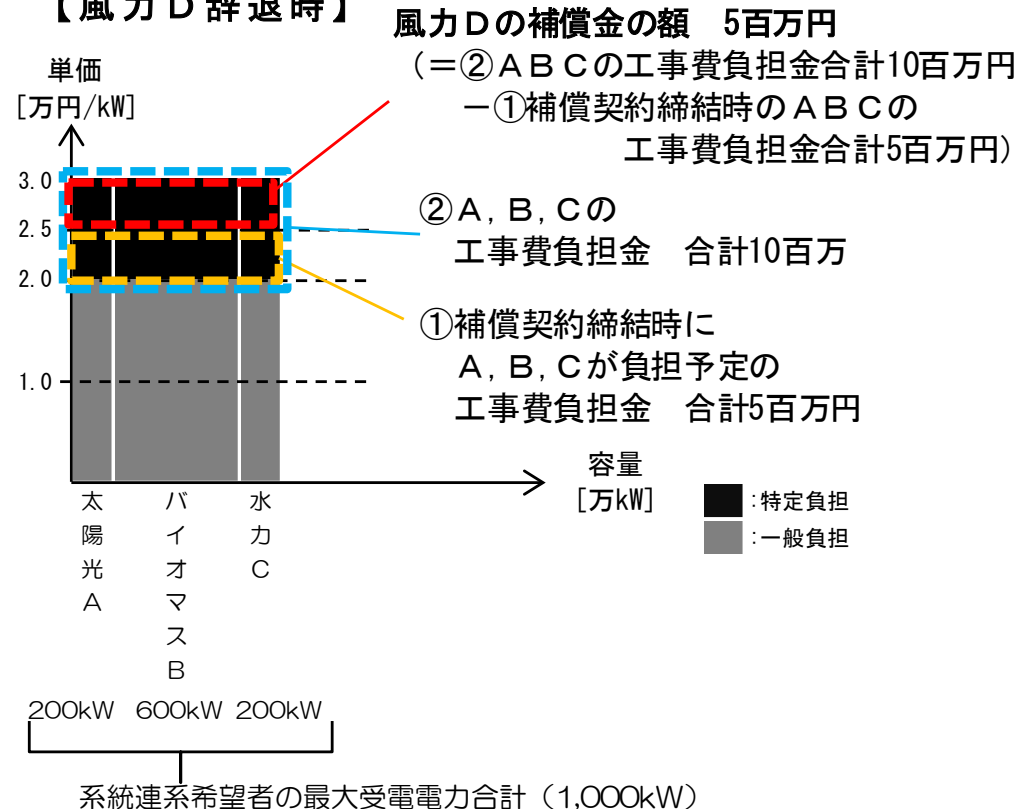 【風力Ｄ辞退時】
風力Ｄの補償金の額　5百万円
（＝②ＡＢＣの工事費負担金合計10百万円
－①補償契約締結時のＡＢＣの
工事費負担金合計5百万円）
単価
[万円/kW]
3.0
2.5
2.0
1.0
②Ａ，Ｂ，Ｃの
工事費負担金　合計10百万
①補償契約締結時に
Ａ，Ｂ，Ｃが負担予定の
工事費負担金　合計5百万円
容量
[万kW]
：特定負担
：一般負担
太陽光Ａ
バイオマスＢ
水力Ｃ
200kW　600kW　200kW
系統連系希望者の最大受電電力合計（1,000kW）